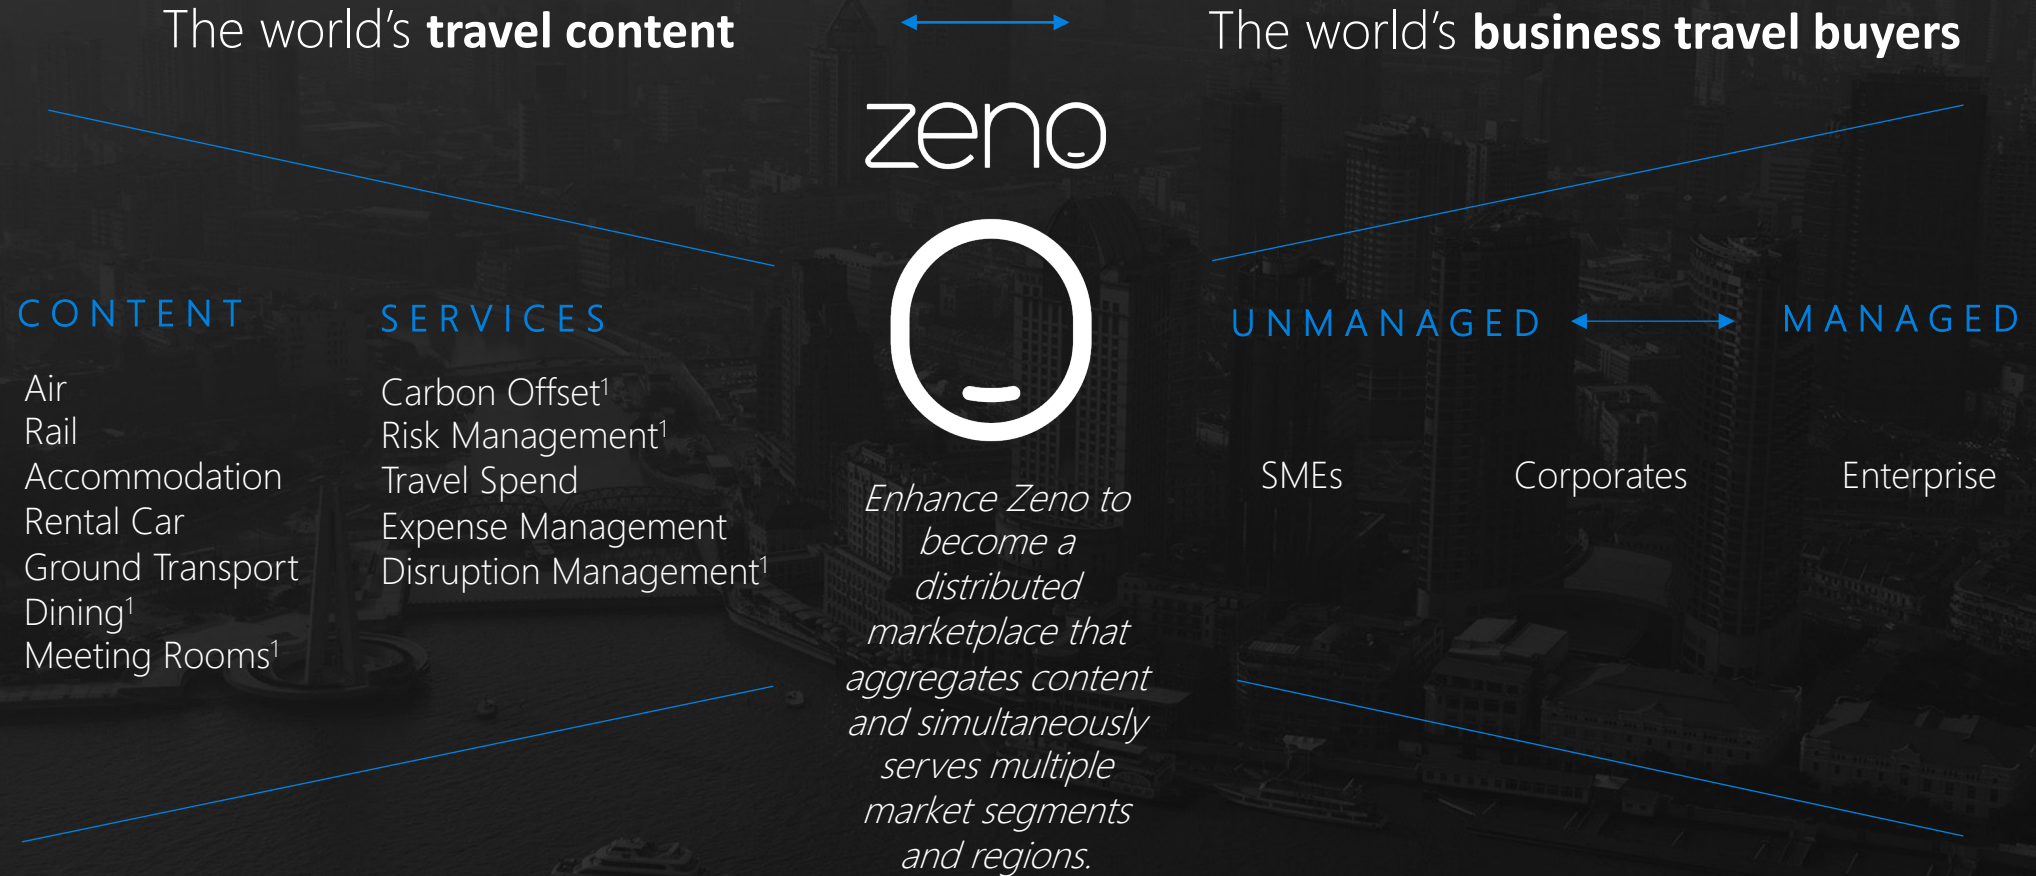 The world's travel content
The world's business travel buyers
zeno
CONTENT
Air
Rail
Accommodation
Rental Car
Ground Transport
Dining¹
Meeting Rooms¹
SERVICES
Carbon Offset¹
Risk Management¹
Travel Spend
Expense Management
Disruption Management¹
Enhance Zeno to
become a
distributed
marketplace that
aggregates content
and simultaneously
serves multiple
market segments
and regions.
UNMANAGED
MANAGED
SMEs
Corporates
Enterprise